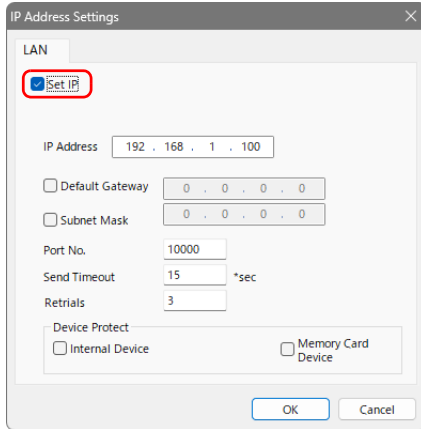 IP Address Settings
LAN
Set IP
IP Address 192 . 168 . 1 . 100
Default Gateway 0 . 0 . 0 . 0
Subnet Mask 0 . 0 . 0 . 0
Port No. 10000
Send Timeout 15 *sec
Retrials 3
Device Protect
Internal Device
Memory Card
Device
OK Cancel